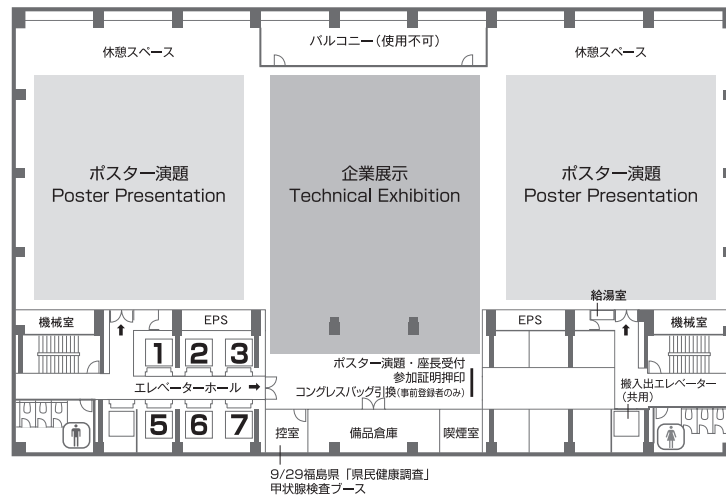 バルコニー(使用不可)
休憩スペース
休憩スペース
ポスター演題
Poster Presentation
企業展示
Technical Exhibition
ポスター演題
Poster Presentation
給湯室
機械室
EPS
EPS
機械室
1 2 3
ポスター演題・座長受付
参加証明押印
コングレスバッグ引換(事前登録者のみ)
エレベーターホール
搬入出エレベーター
(共用)
5 6 7
控室
備品倉庫
喫煙室
9/29福島県「県民健康調査」
甲状腺検査ブース